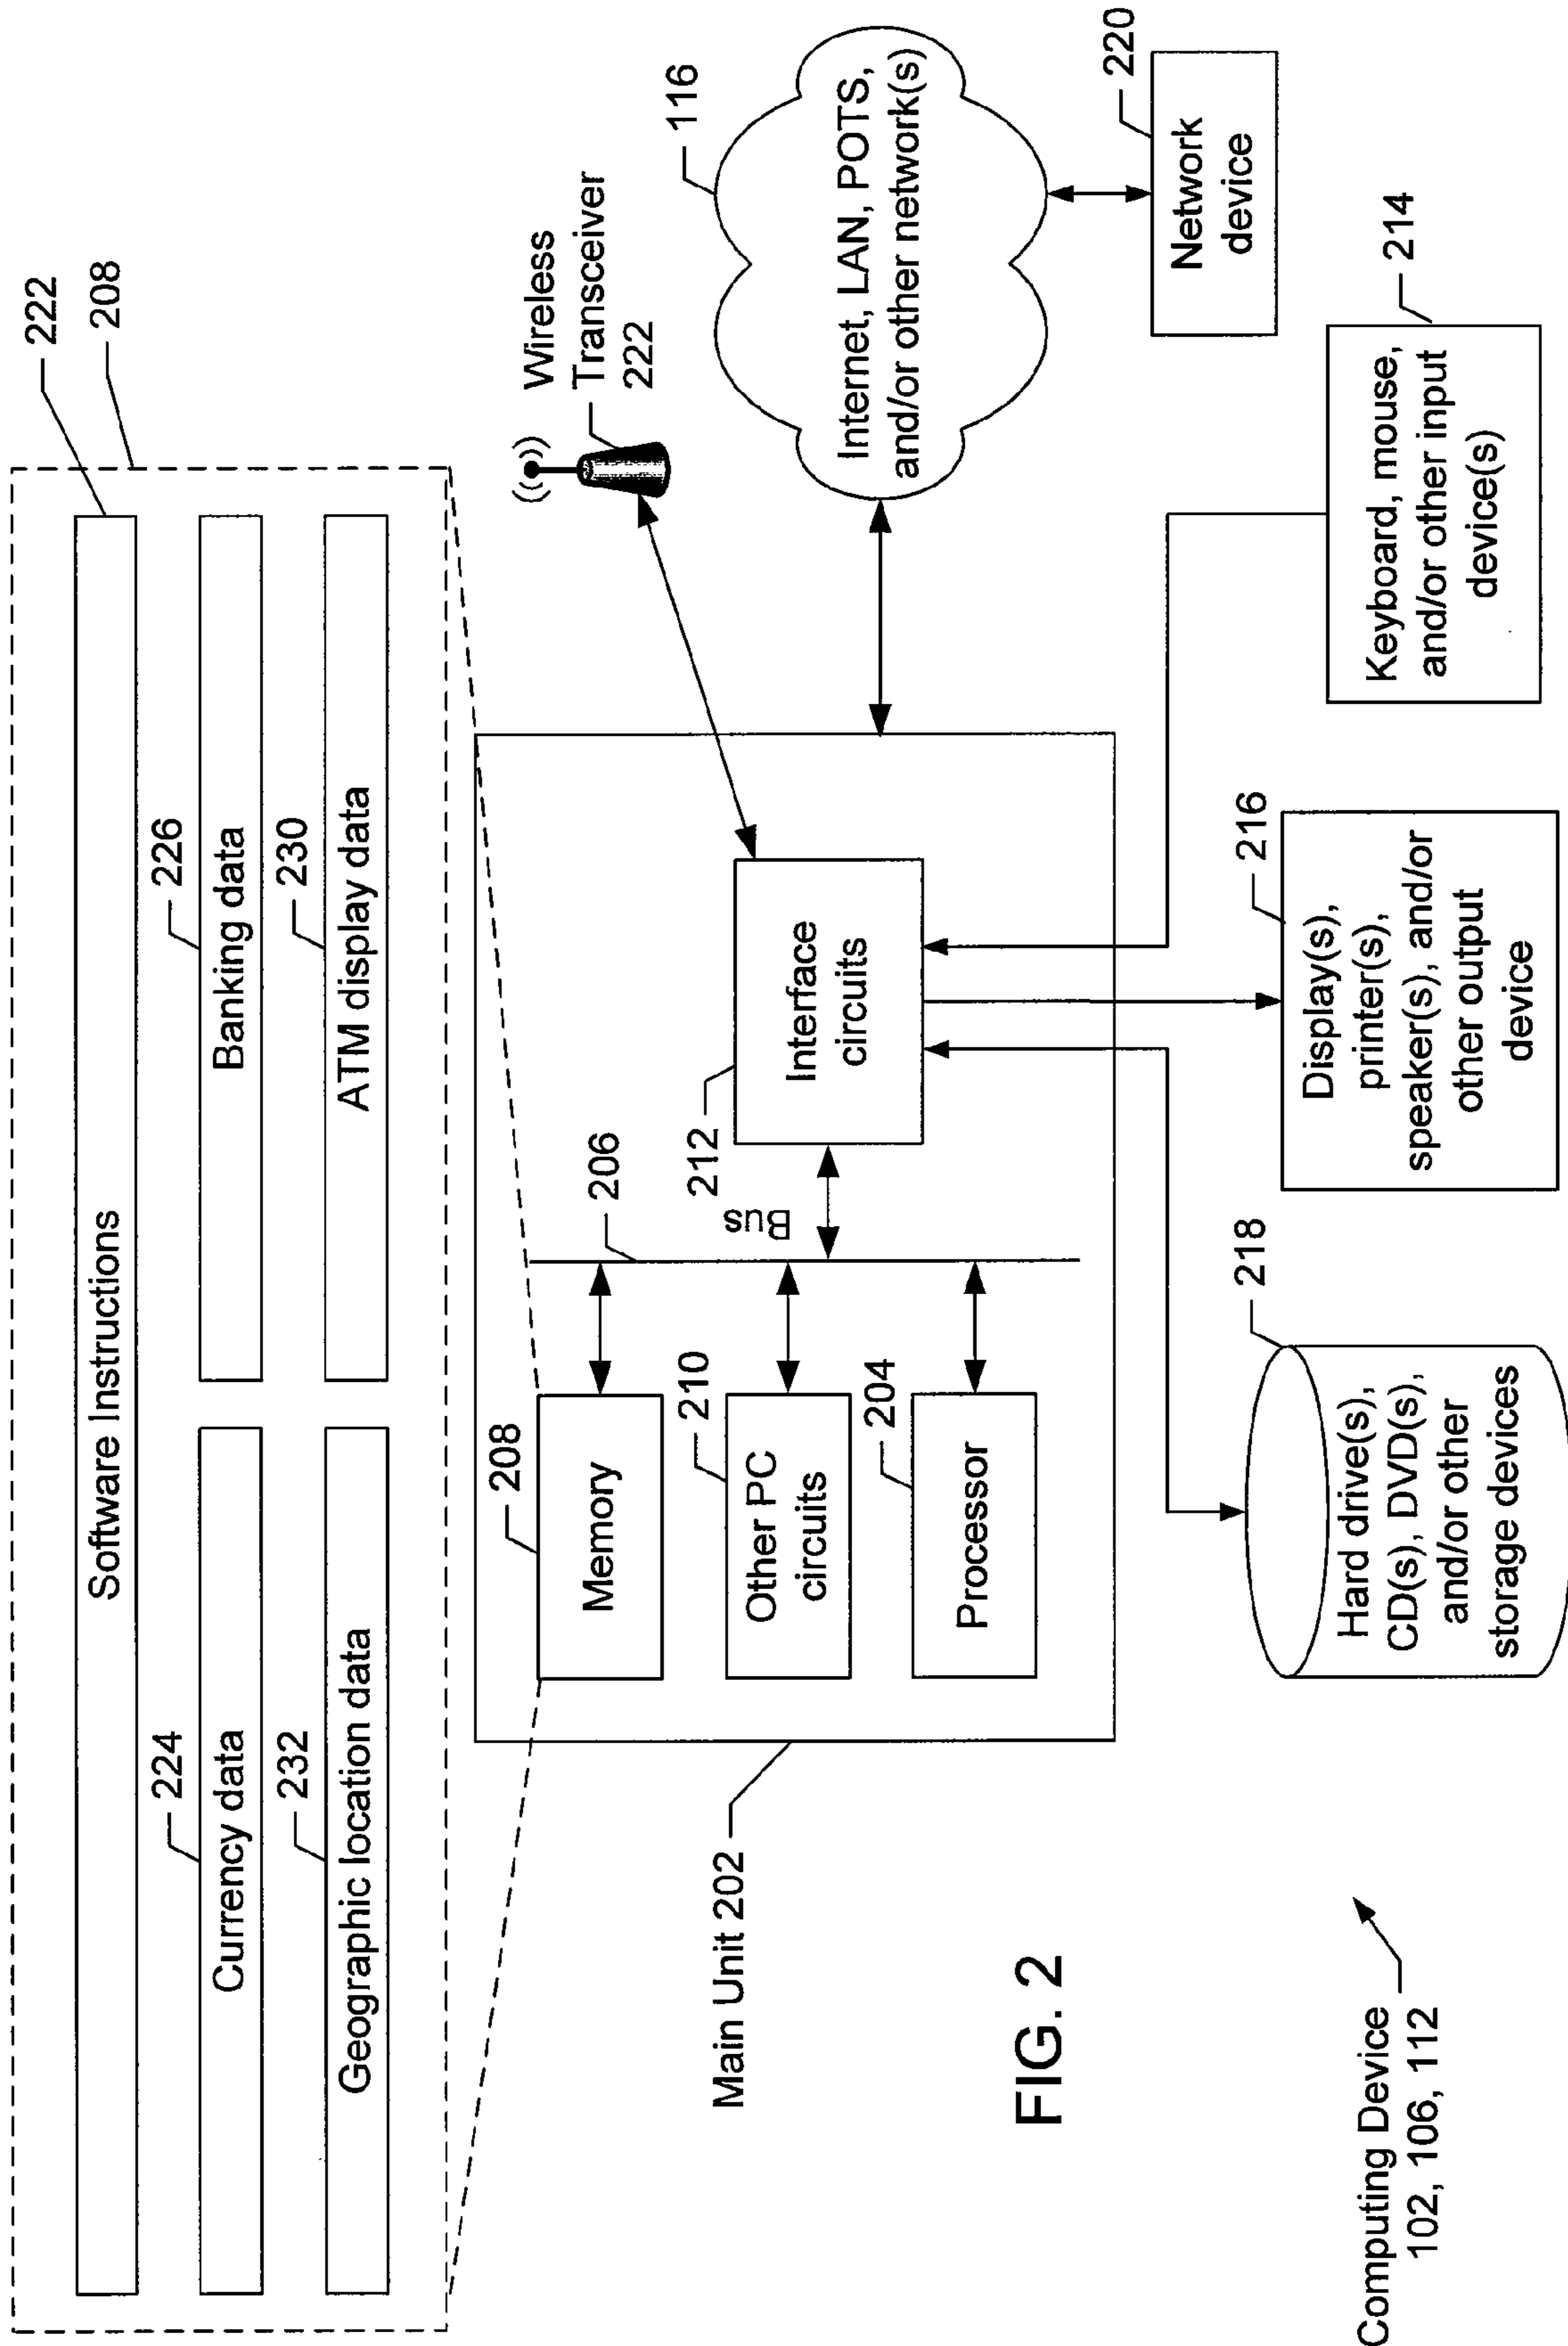 222
208
Software Instructions
224
Currency data
226
Banking data
232
Geographic location data
230
ATM display data
Wireless
Transceiver
222
208
Memory
206
210
Other PC
circuits
Bus
212
Interface
circuits
204
Processor
116
Internet, LAN, POTS,
and/or other network(s)
220
Network
device
Main Unit 202
218
Hard drive(s),
CD(s), DVD(s),
and/or other
storage devices
216
Display(s),
printer(s),
speaker(s), and/or
other output
device
214
Keyboard, mouse,
and/or other input
device(s)
FIG. 2
Computing Device
102, 106, 112